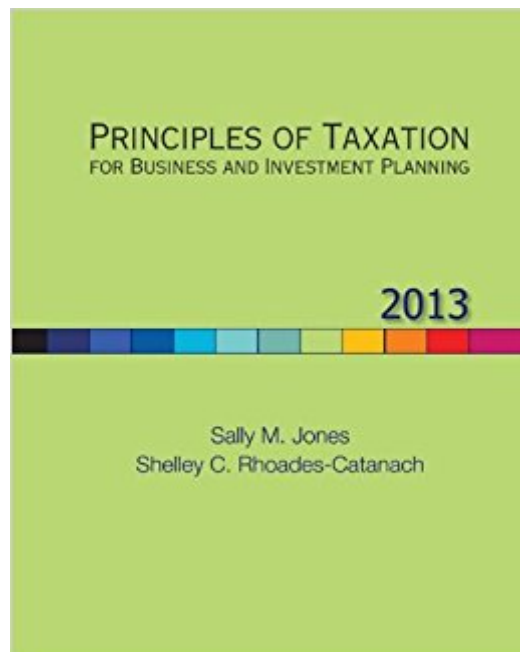 PRINCIPLES OF TAXATION
FOR BUSINESS AND INVESTMENT PLANNING
2013
Sally M. Jones
Shelley C. Rhoades-Catanach